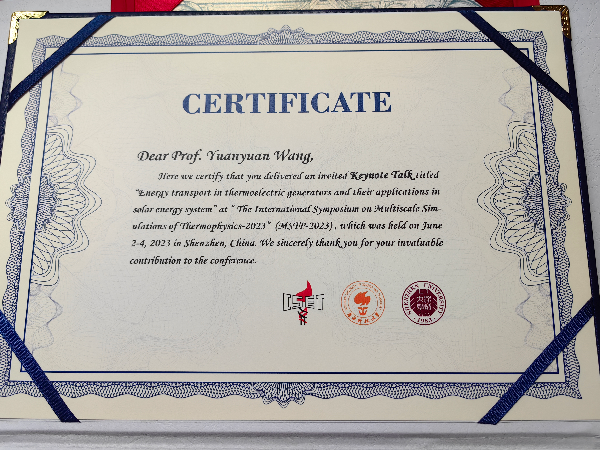 CERTIFICATE
Dear Prof. Yuanyuan Wang,
Here we certify that you delivered an invited Keynote Talk titled
"Energy transport in thermoelectric generators and their applications in
solar energy system" at " The International Symposium on Multiscale Sim-
ulations of Thermophysics-2023" (MSTP-2023), which was held on June
2-4, 2023 in Shenzhen, China. We sincerely thank you for your invaluable
contribution to the conference.
SHENZHEN UNIVERSITY
1983